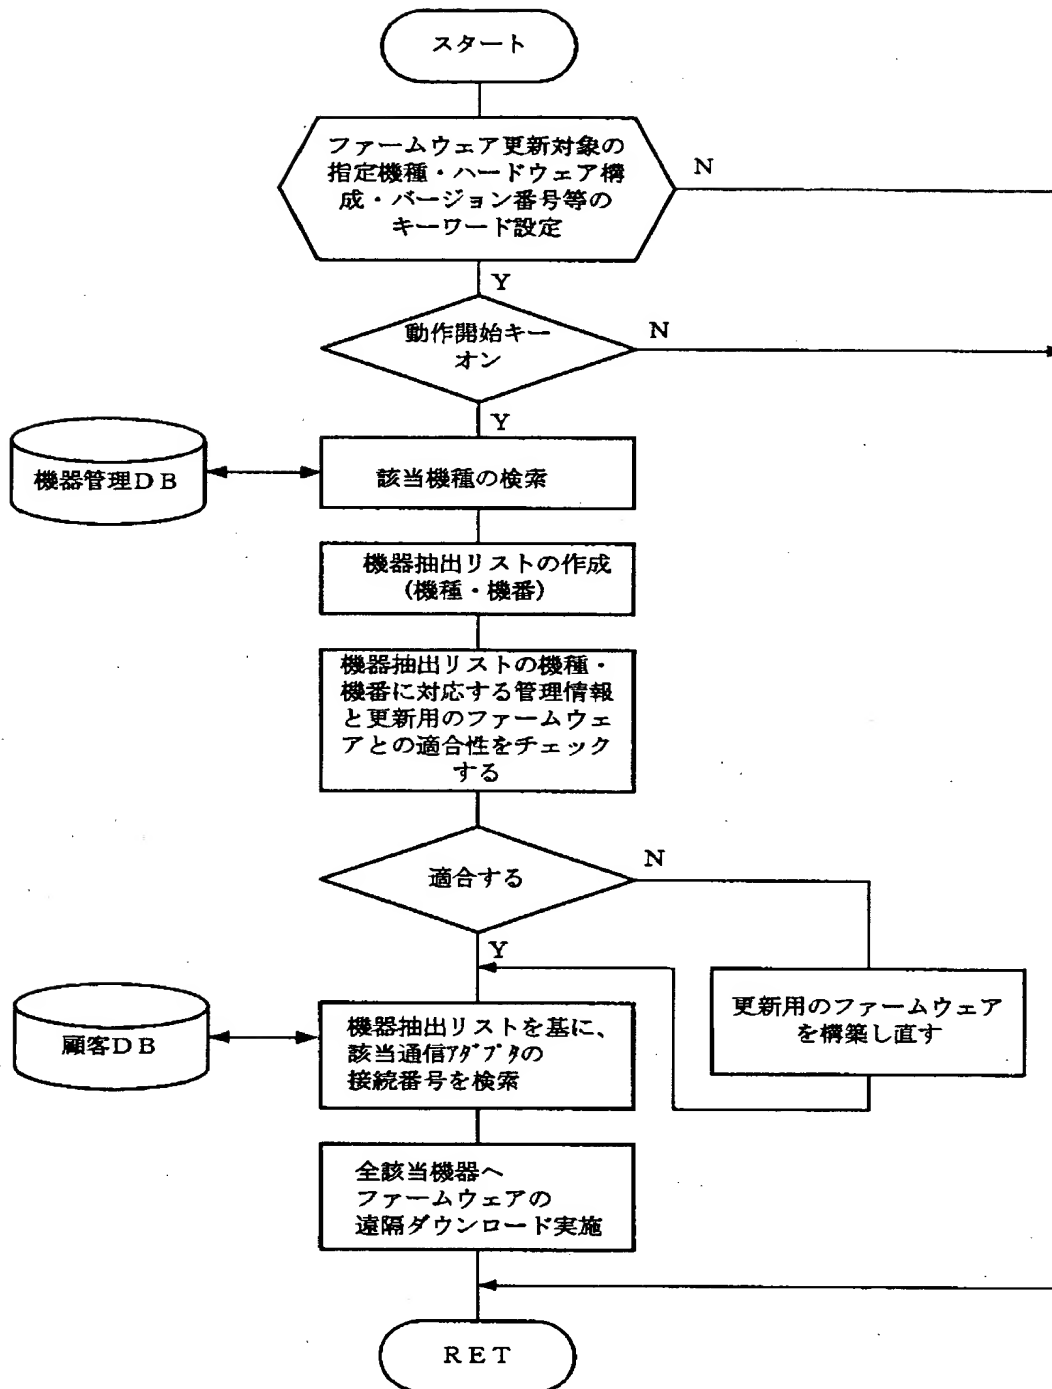 スタート
ファームウェア更新対象の
指定機種・ハードウェア構
成・バージョン番号等の
キーワード設定
N
Y
動作開始キー
オン
N
Y
機器管理DB
該当機種の検索
機器抽出リストの作成
(機種・機番)
機器抽出リストの機種・
機番に対応する管理情報
と更新用のファームウェ
アとの適合性をチェック
する
適合する
N
Y
更新用のファームウェア
を構築し直す
顧客DB
機器抽出リストを基に、
該当通信ｱﾀﾞﾌﾟﾀの
接続番号を検索
全該当機器へ
ファームウェアの
遠隔ダウンロード実施
RET